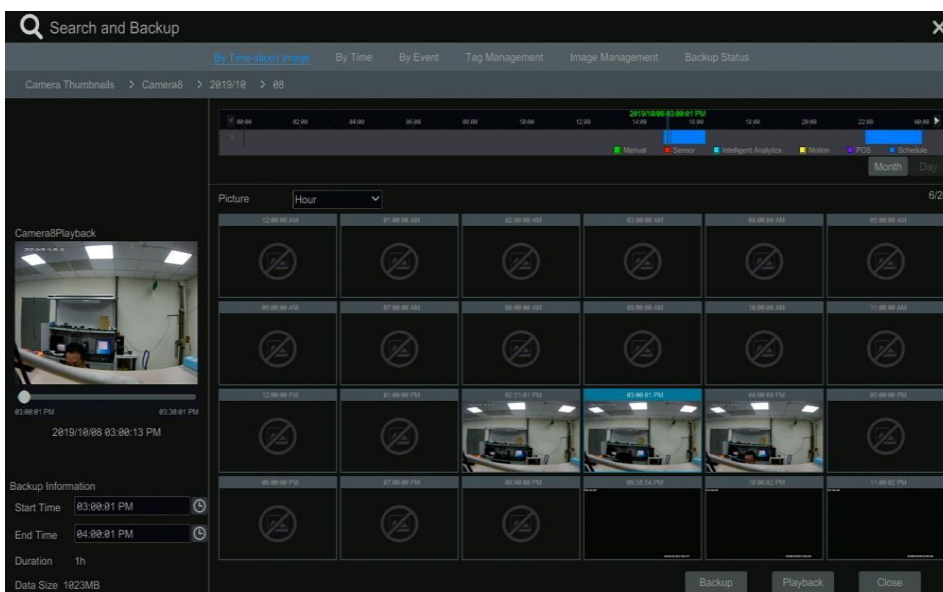 Search and Backup
By Time-sliced Image By Time By Event Tag Management Image Management Backup Status
Camera Thumbnails > Camera8 > 2019/10 > 08
2019/10/08 03:00:01 PM
00:00 02:00 04:00 06:00 08:00 10:00 12:00 14:00 16:00 18:00 20:00 22:00 00:00
1
Manual Sensor Intelligent Analytics Motion POS Schedule
Month Day
Picture Hour 6/2
12:00:00 AM 01:00:00 AM 02:00:00 AM 03:00:00 AM 04:00:00 AM 05:00:00 AM
Camera8Playback
06:00:00 AM 07:00:00 AM 08:00:00 AM 09:00:00 AM 10:00:00 AM 11:00:00 AM
12:00:00 PM 01:00:00 PM 02:51:01 PM 03:00:01 PM 04:00:00 PM 05:00:00 PM
03:00:01 PM 03:30:01 PM
2019/10/08 03:00:13 PM
06:00:00 PM 07:00:00 PM 08:00:00 PM 09:58:54 PM 10:00:02 PM 11:00:02 PM
Backup Information
Start Time 03:00:01 PM
End Time 04:00:01 PM
Duration 1h
Data Size 1023MB
Backup Playback Close